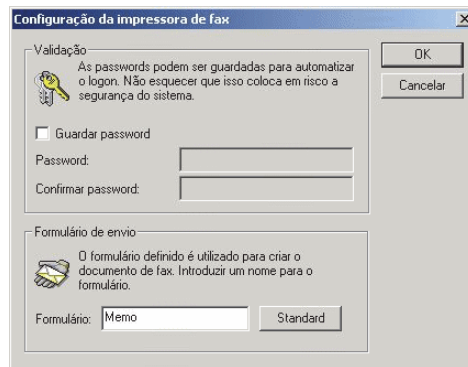 Configuração da impressora de fax
Validação
As passwords podem ser guardadas para automatizar
o logon. Não esquecer que isso coloca em risco a
segurança do sistema.
Guardar password
Password:
Confirmar password:
OK
Cancelar
Formulário de envio
O formulário definido é utilizado para criar o
documento de fax. Introduzir um nome para o
formulário.
Formulário: Memo Standard